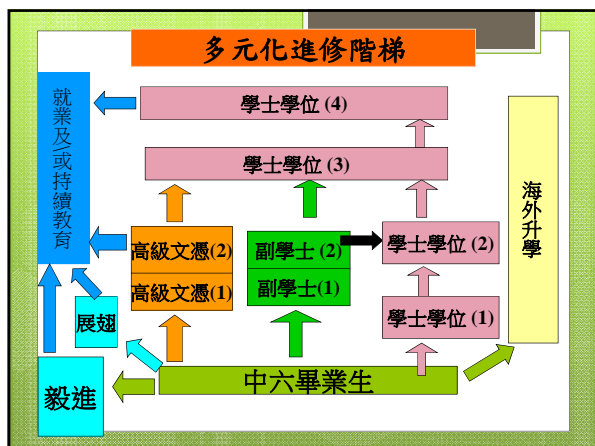 多元化進修階梯
就業及/或持續教育
學士學位 (4)
學士學位 (3)
海外升學
高級文憑(2)
副學士 (2)
學士學位 (2)
高級文憑(1)
副學士(1)
學士學位 (1)
展翅
毅進
中六畢業生